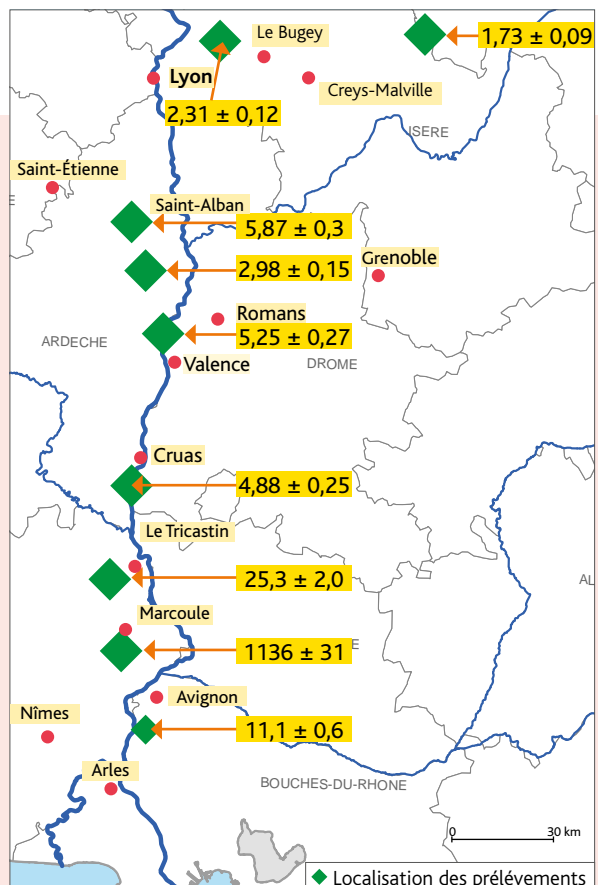 Le Bugey
1,73 ± 0,09
Lyon
Creys-Malville
2,31 ± 0,12
ISERE
Saint-Étienne
E
Saint-Alban
5,87 ± 0,3
2,98 ± 0,15
Grenoble
Romans
5,25 ± 0,27
ARDECHE
Valence
DROME
Cruas
4,88 ± 0,25
Le Tricastin
25,3 ± 2,0
AL
Marcoule
1136 ± 31
E
Avignon
Nîmes
11,1 ± 0,6
Arles
BOUCHES-DU-RHONE
0 30 km
Localisation des prélévements